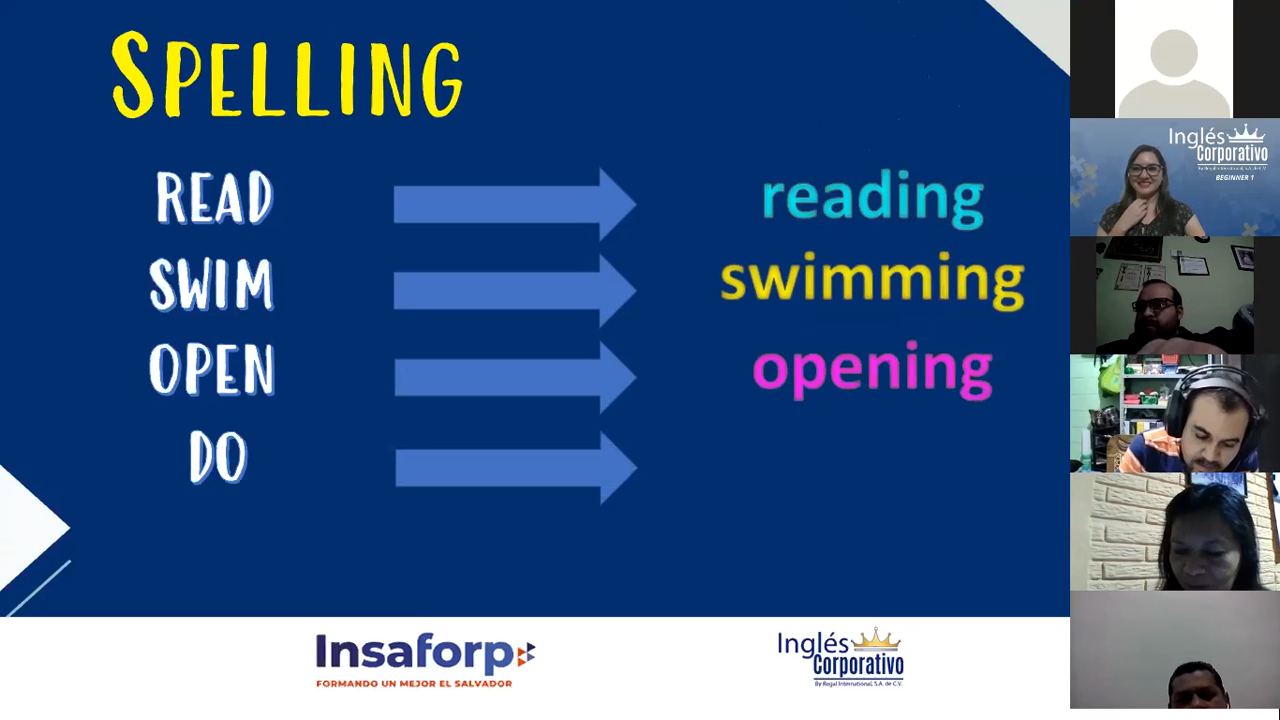 SPELLING
READ reading
SWIM swimming
OPEN opening
DO
Insaforp
FORMANDO UN MEJOR EL SALVADOR
Inglés
Corporativo
By Regal International, S.A. de C.V.
Inglés
Corporativo
BEGINNER 1